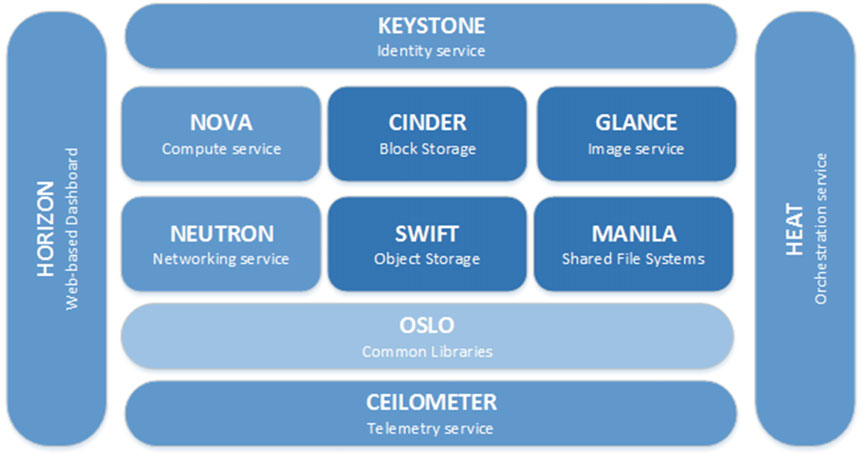 KEYSTONE
Identity service
HORIZON
Web-based Dashboard
NOVA
Compute service
CINDER
Block Storage
GLANCE
Image service
NEUTRON
Networking service
SWIFT
Object Storage
MANILA
Shared File Systems
HEAT
Orchestration service
OSLO
Common Libraries
CEILOMETER
Telemetry service